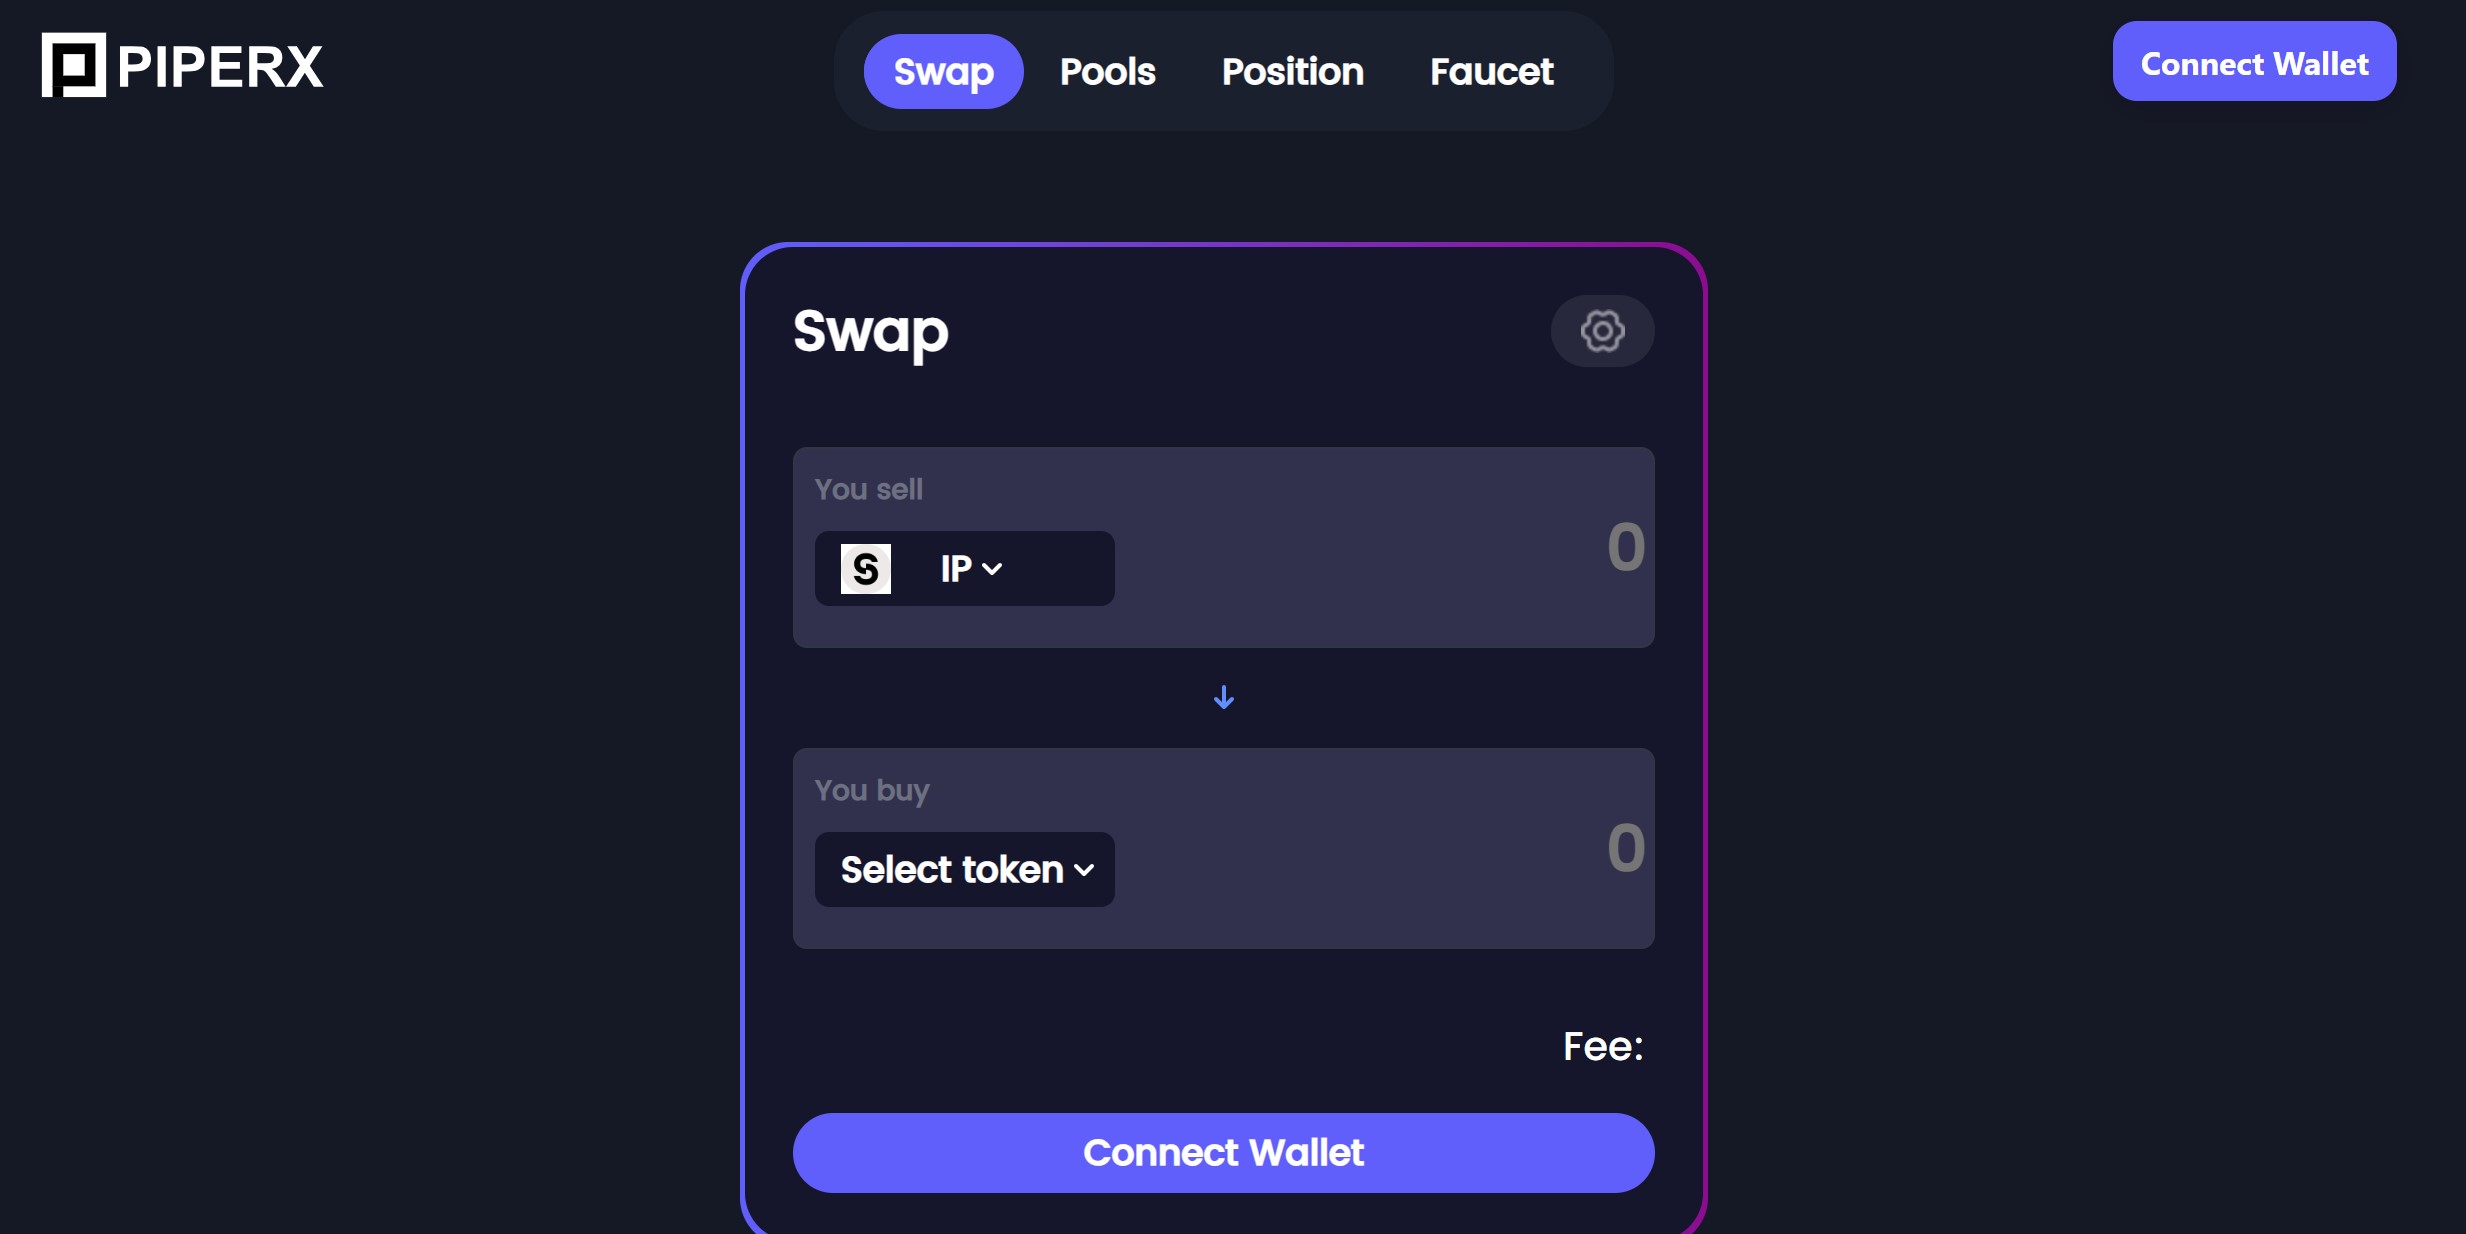 PIPERX
Swap Pools Position Faucet
Connect Wallet
Swap
You sell
S IP
0
You buy
Select token
0
Fee:
Connect Wallet